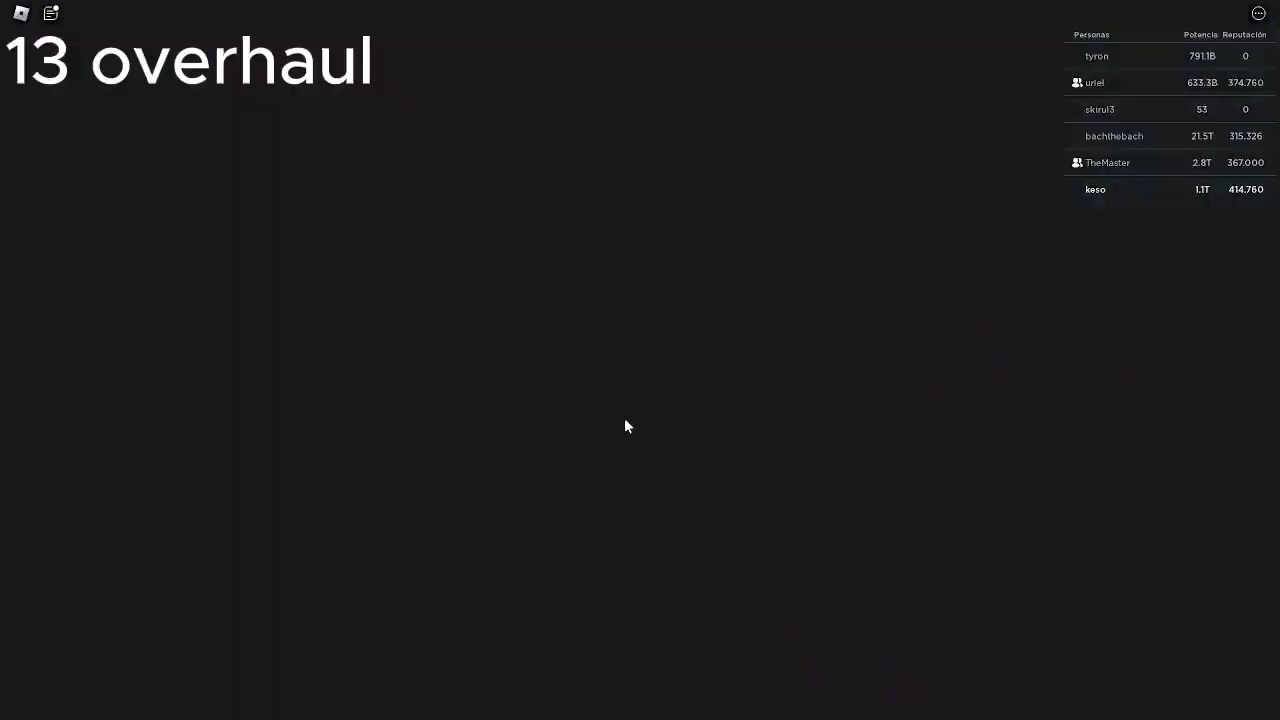 13 overhaul
Personas Potencia Reputación
tyron 791.1B 0
uriel 633.3B 374.760
skirul3 53 0
bachthebach 21.5T 315.326
TheMaster 2.8T 367.000
keso 1.1T 414.760